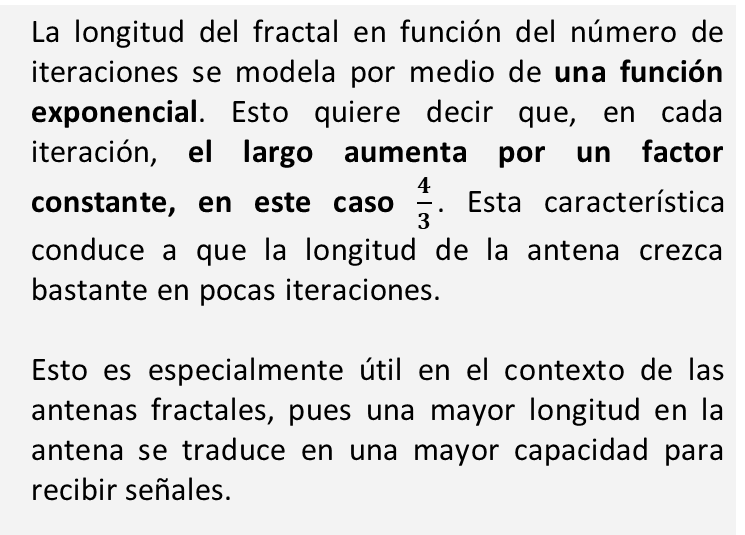 La longitud del fractal en función del número de
iteraciones se modela por medio de una función
exponencial. Esto quiere decir que, en cada
iteración, el largo aumenta por un factor
constante, en este caso 4/3. Esta característica
conduce a que la longitud de la antena crezca
bastante en pocas iteraciones.
Esto es especialmente útil en el contexto de las
antenas fractales, pues una mayor longitud en la
antena se traduce en una mayor capacidad para
recibir señales.